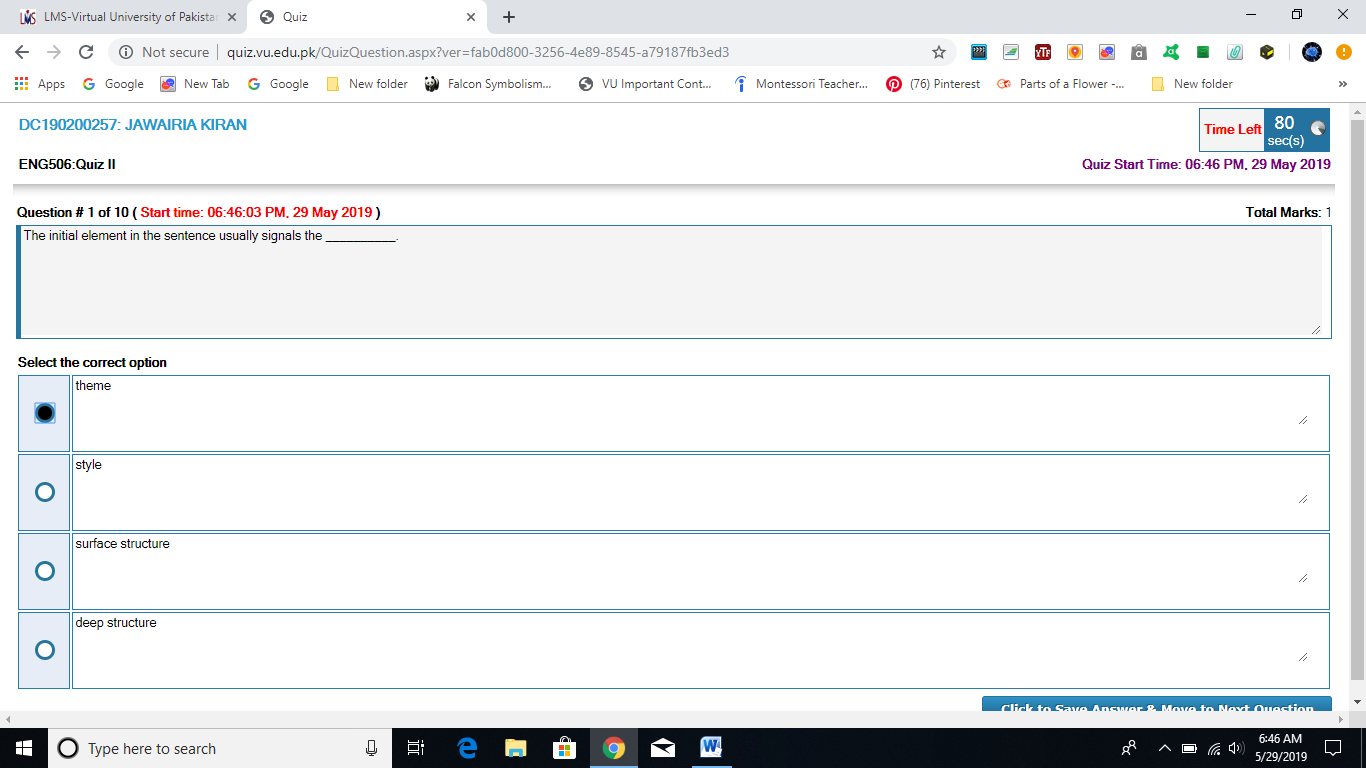 LMS-Virtual University of Pakista
Quiz
Not secure
quiz.vu.edu.pk/QuizQuestion.aspx?ver=fab0d800-3256-4e89-8545-a79187fb3ed3
Apps
Google
New Tab
Google
New folder
Falcon Symbolism...
VU Important Cont...
Montessori Teacher...
(76) Pinterest
Parts of a Flower -...
New folder
»
DC190200257: JAWAIRIA KIRAN
Time Left
80
sec(s)
ENG506:Quiz II
Quiz Start Time: 06:46 PM, 29 May 2019
Question # 1 of 10 ( Start time: 06:46:03 PM, 29 May 2019 )
Total Marks: 1
The initial element in the sentence usually signals the __________.
Select the correct option
theme
style
surface structure
deep structure
Click to Save Answer & Move to Next Question
Type here to search
6:46 AM
5/29/2019